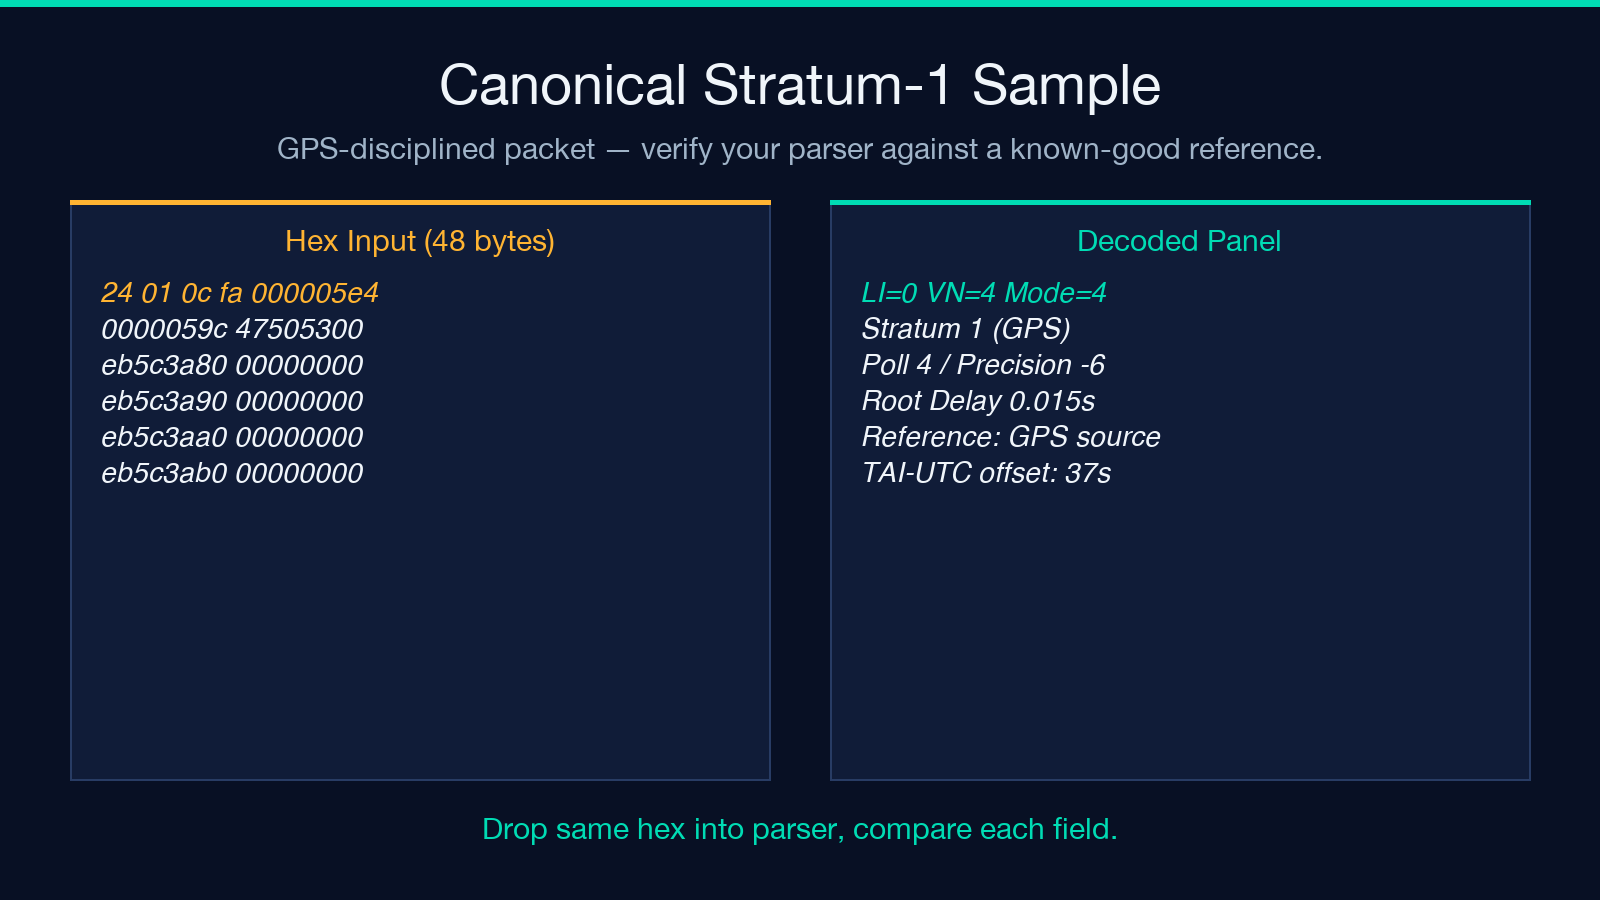 Canonical Stratum-1 Sample
GPS-disciplined packet — verify your parser against a known-good reference.
Hex Input (48 bytes)
24 01 0c fa 000005e4
0000059c 47505300
eb5c3a80 00000000
eb5c3a90 00000000
eb5c3aa0 00000000
eb5c3ab0 00000000
Decoded Panel
LI=0 VN=4 Mode=4
Stratum 1 (GPS)
Poll 4 / Precision -6
Root Delay 0.015s
Reference: GPS source
TAI-UTC offset: 37s
Drop same hex into parser, compare each field.